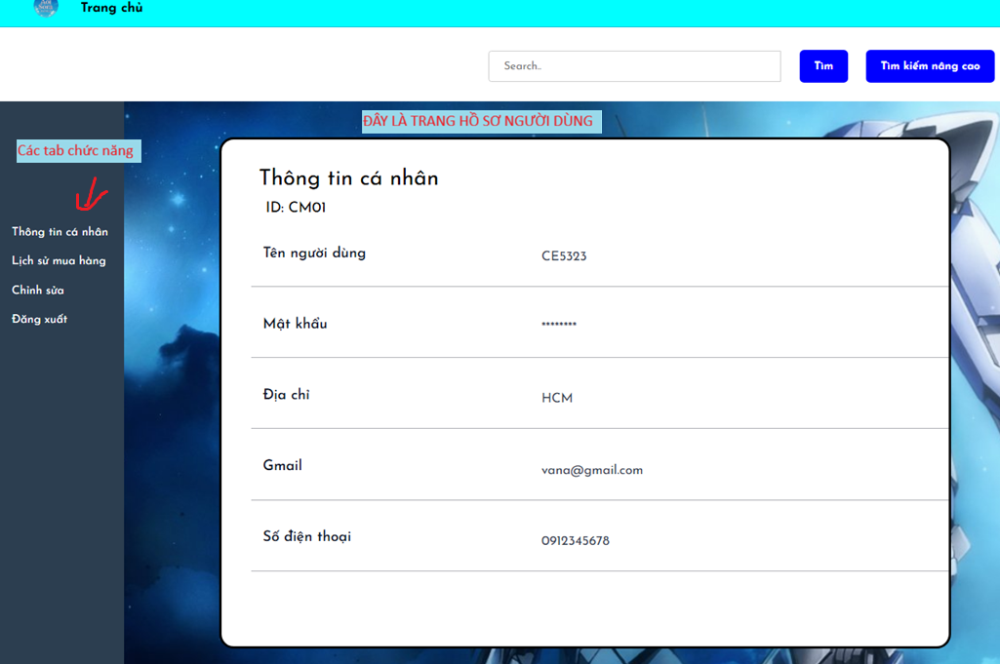 Trang chủ
Search..
Tìm
Tìm kiếm nâng cao
ĐÂY LÀ TRANG HỒ SƠ NGƯỜI DÙNG
Các tab chức năng
Thông tin cá nhân
Lịch sử mua hàng
Chỉnh sửa
Đăng xuất
Thông tin cá nhân
ID: CM01
Tên người dùng
CE5323
Mật khẩu
********
Địa chỉ
HCM
Gmail
vana@gmail.com
Số điện thoại
0912345678